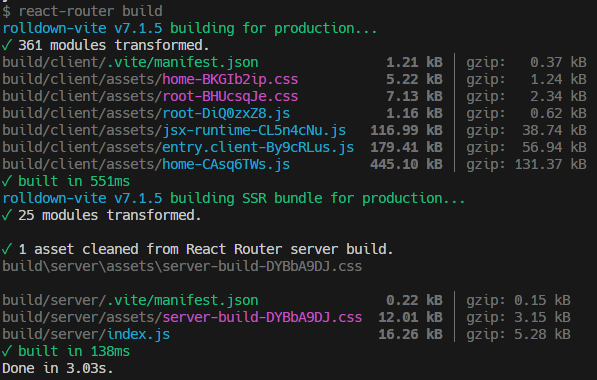 $ react-router build
rolldown-vite v7.1.5 building for production...
✓ 361 modules transformed.
build/client/.vite/manifest.json 1.21 kB │ gzip: 0.37 kB
build/client/assets/home-BKGIb2ip.css 5.22 kB │ gzip: 1.24 kB
build/client/assets/root-BHUcsqJe.css 7.13 kB │ gzip: 2.34 kB
build/client/assets/root-DiQ0zxZ8.js 1.16 kB │ gzip: 0.62 kB
build/client/assets/jsx-runtime-CL5n4cNu.js 116.99 kB │ gzip: 38.74 kB
build/client/assets/entry.client-By9cRLus.js 179.41 kB │ gzip: 56.94 kB
build/client/assets/home-CAsq6TWs.js 445.10 kB │ gzip: 131.37 kB
✓ built in 551ms
rolldown-vite v7.1.5 building SSR bundle for production...
✓ 25 modules transformed.
✓ 1 asset cleaned from React Router server build.
build\server\assets\server-build-DYBbA9DJ.css
build/server/.vite/manifest.json 0.22 kB │ gzip: 0.15 kB
build/server/assets/server-build-DYBbA9DJ.css 12.01 kB │ gzip: 3.15 kB
build/server/index.js 16.26 kB │ gzip: 5.28 kB
✓ built in 138ms
Done in 3.03s.